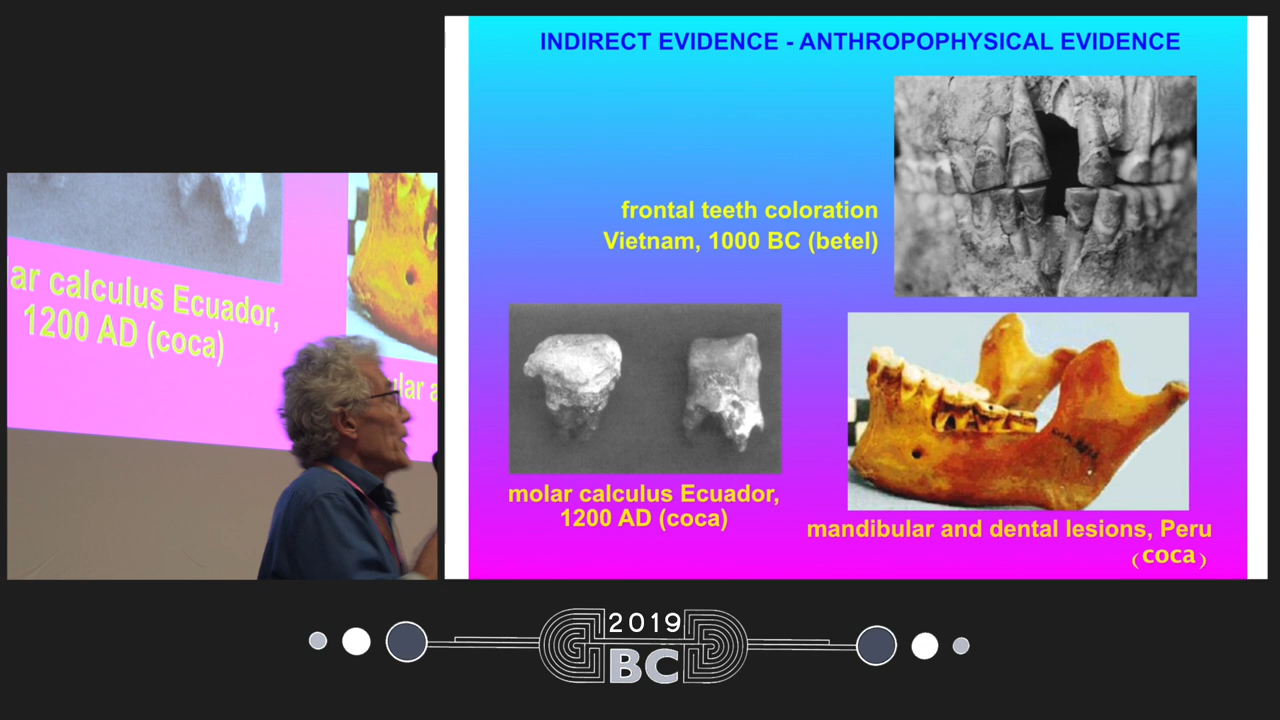 INDIRECT EVIDENCE - ANTHROPOPHYSICAL EVIDENCE
frontal teeth coloration
Vietnam, 1000 BC (betel)
molar calculus Ecuador,
1200 AD (coca)
mandibular and dental lesions, Peru
(coca)
ar calculus Ecuador,
1200 AD (coca)
2019
BC